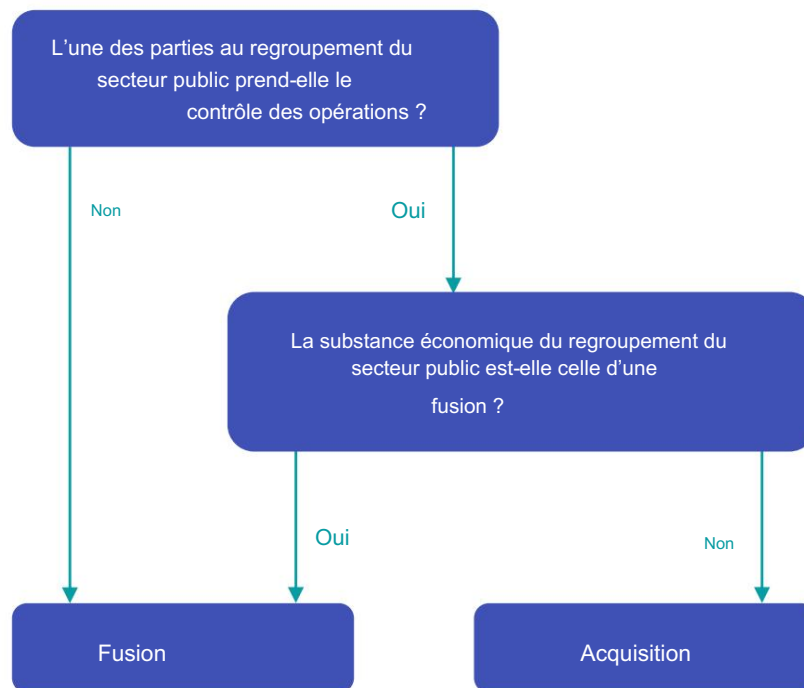 L’une des parties au regroupement du
secteur public prend-elle le
contrôle des opérations ?
Non
Oui
La substance économique du regroupement du
secteur public est-elle celle d’une
fusion ?
Oui
Non
Fusion
Acquisition